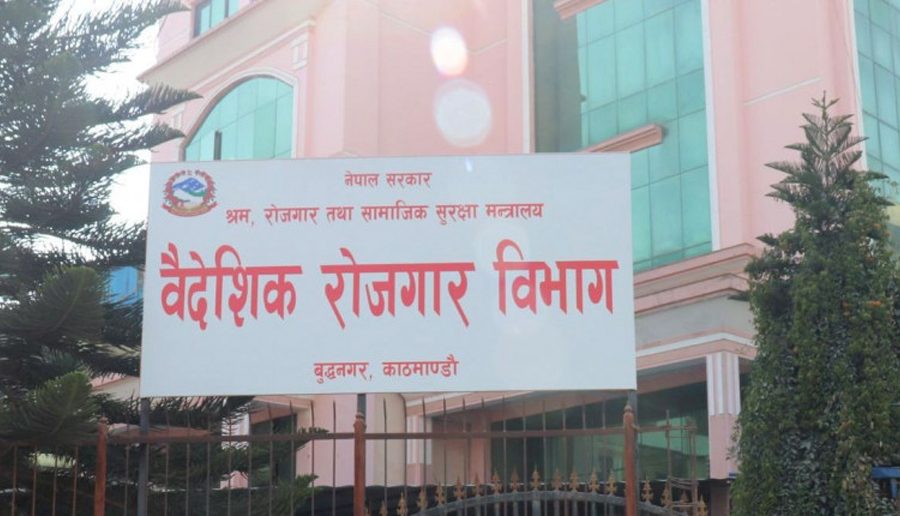 नेपाल सरकार
श्रम, रोजगार तथा सामाजिक सुरक्षा मन्त्रालय
वैदेशिक रोजगार विभाग
बुद्धनगर, काठमाण्डौ